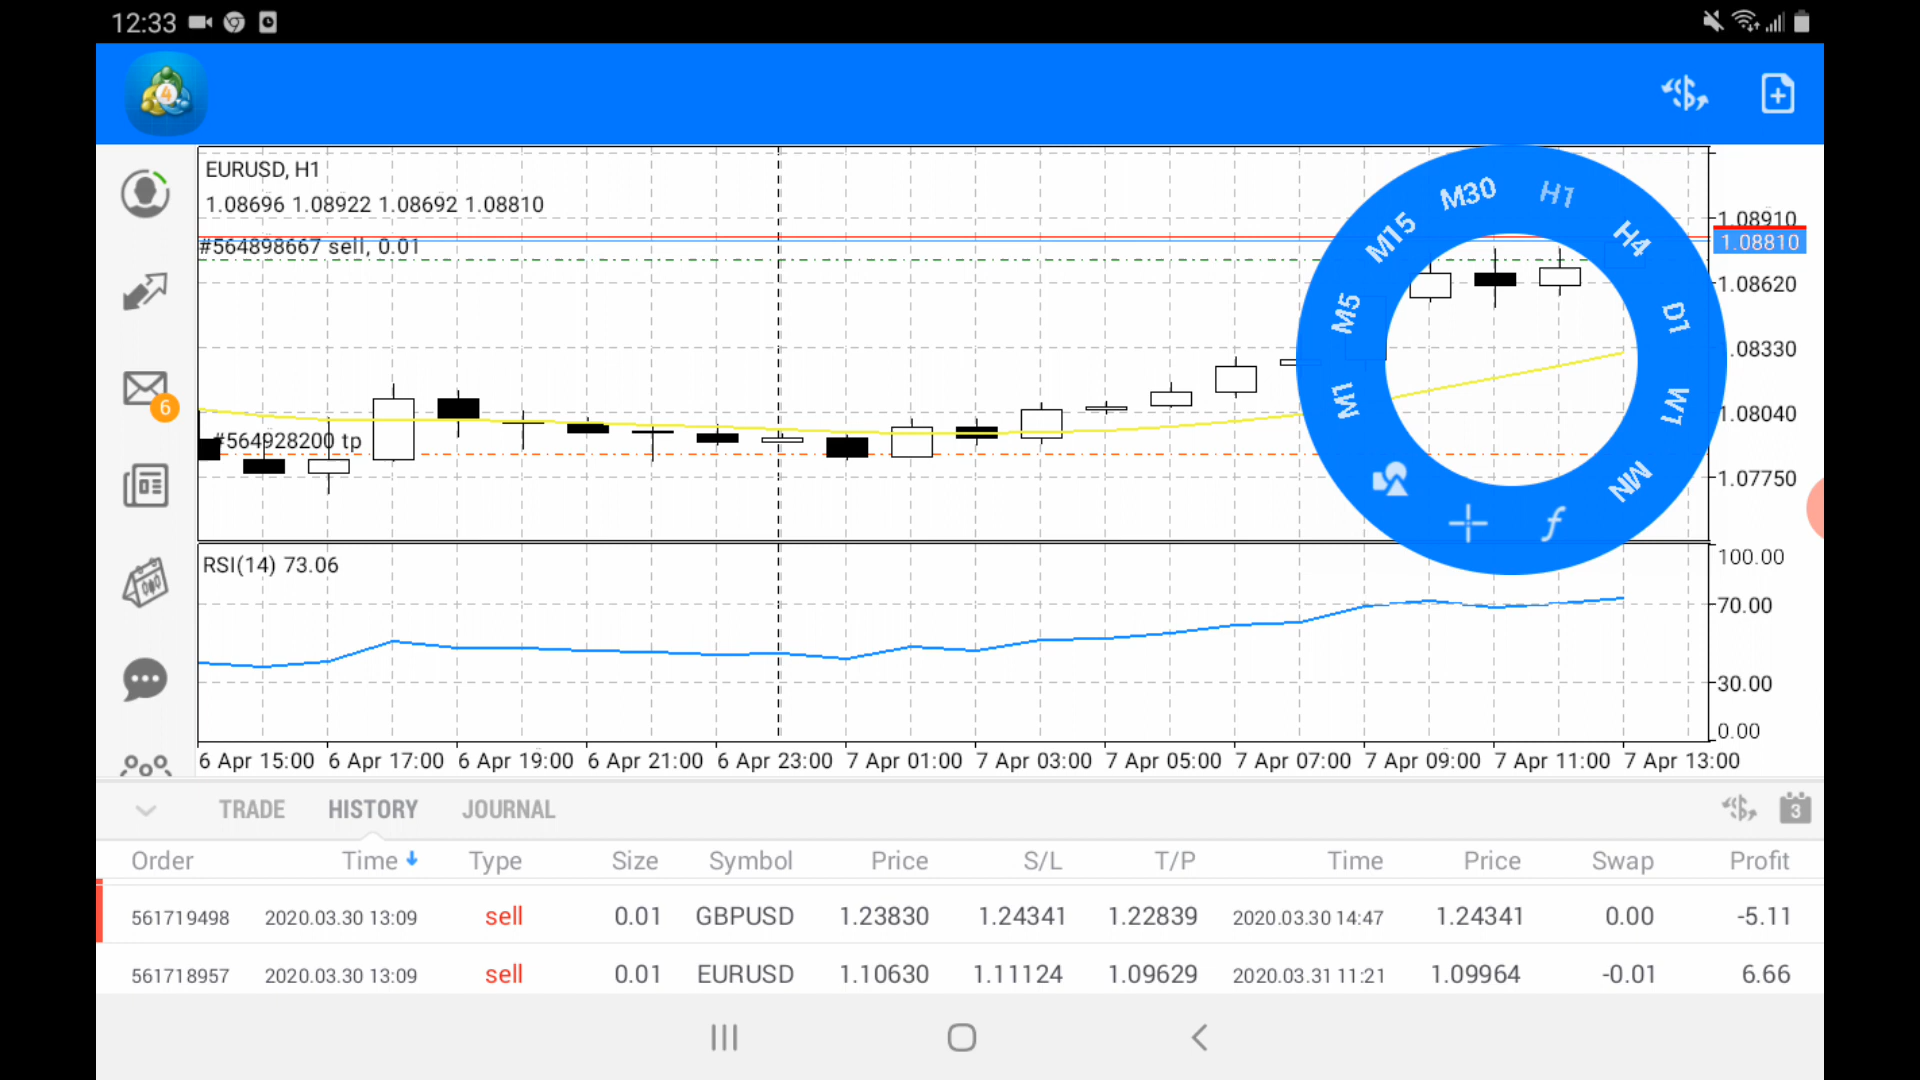 12:33
4
EURUSD, H1
1.08696 1.08922 1.08692 1.08810
#564898667 sell, 0.01
#564928200 tp
M1
M5
M15
M30
H1
H4
D1
W1
MN
f
1.08910
1.08810
1.08620
1.08330
1.08040
1.07750
6
RSI(14) 73.06
100.00
70.00
30.00
0.00
6 Apr 15:00 6 Apr 17:00 6 Apr 19:00 6 Apr 21:00 6 Apr 23:00 7 Apr 01:00 7 Apr 03:00 7 Apr 05:00 7 Apr 07:00 7 Apr 09:00 7 Apr 11:00 7 Apr 13:00
TRADE HISTORY JOURNAL 3
Order Time Type Size Symbol Price S/L T/P Time Price Swap Profit
561719498 2020.03.30 13:09 sell 0.01 GBPUSD 1.23830 1.24341 1.22839 2020.03.30 14:47 1.24341 0.00 -5.11
561718957 2020.03.30 13:09 sell 0.01 EURUSD 1.10630 1.11124 1.09629 2020.03.31 11:21 1.09964 -0.01 6.66